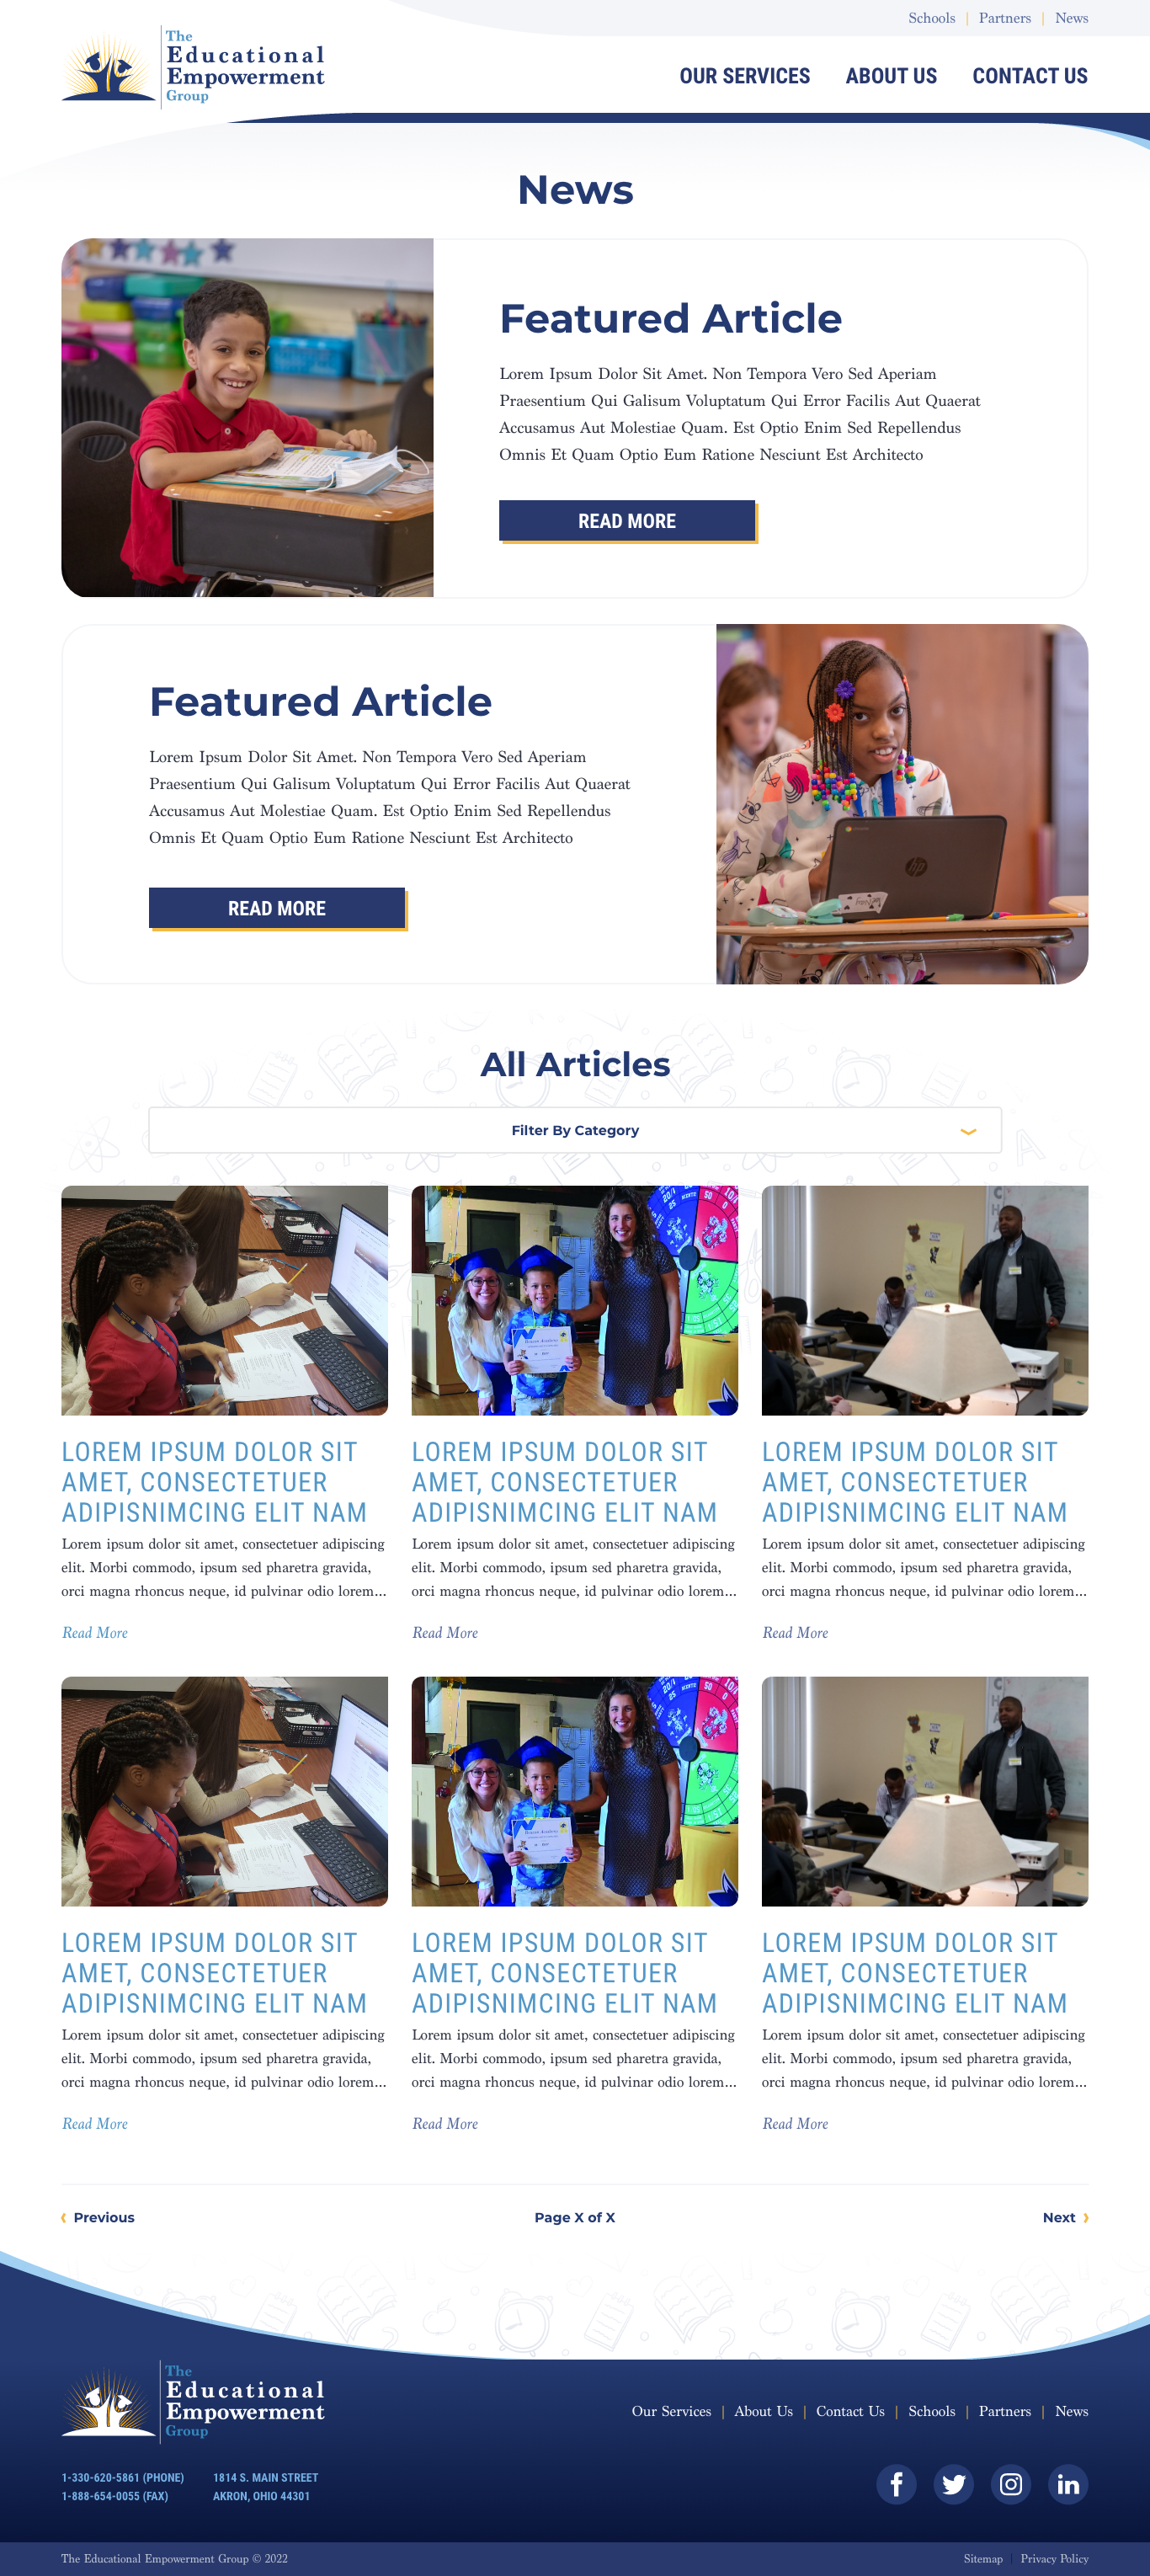 Schools | Partners | News
The
Educational
Empowerment
Group
OUR SERVICES ABOUT US CONTACT US
News
Featured Article
Lorem Ipsum Dolor Sit Amet. Non Tempora Vero Sed Aperiam
Praesentium Qui Galisum Voluptatum Qui Error Facilis Aut Quaerat
Accusamus Aut Molestiae Quam. Est Optio Enim Sed Repellendus
Omnis Et Quam Optio Eum Ratione Nesciunt Est Architecto
READ MORE
Featured Article
Lorem Ipsum Dolor Sit Amet. Non Tempora Vero Sed Aperiam
Praesentium Qui Galisum Voluptatum Qui Error Facilis Aut Quaerat
Accusamus Aut Molestiae Quam. Est Optio Enim Sed Repellendus
Omnis Et Quam Optio Eum Ratione Nesciunt Est Architecto
READ MORE
hp
All Articles
Filter By Category
LOREM IPSUM DOLOR SIT
AMET, CONSECTETUER
ADIPISNIMCING ELIT NAM
Lorem ipsum dolor sit amet, consectetuer adipiscing
elit. Morbi commodo, ipsum sed pharetra gravida,
orci magna rhoncus neque, id pulvinar odio lorem...
Read More
LOREM IPSUM DOLOR SIT
AMET, CONSECTETUER
ADIPISNIMCING ELIT NAM
Lorem ipsum dolor sit amet, consectetuer adipiscing
elit. Morbi commodo, ipsum sed pharetra gravida,
orci magna rhoncus neque, id pulvinar odio lorem...
Read More
LOREM IPSUM DOLOR SIT
AMET, CONSECTETUER
ADIPISNIMCING ELIT NAM
Lorem ipsum dolor sit amet, consectetuer adipiscing
elit. Morbi commodo, ipsum sed pharetra gravida,
orci magna rhoncus neque, id pulvinar odio lorem...
Read More
LOREM IPSUM DOLOR SIT
AMET, CONSECTETUER
ADIPISNIMCING ELIT NAM
Lorem ipsum dolor sit amet, consectetuer adipiscing
elit. Morbi commodo, ipsum sed pharetra gravida,
orci magna rhoncus neque, id pulvinar odio lorem...
Read More
LOREM IPSUM DOLOR SIT
AMET, CONSECTETUER
ADIPISNIMCING ELIT NAM
Lorem ipsum dolor sit amet, consectetuer adipiscing
elit. Morbi commodo, ipsum sed pharetra gravida,
orci magna rhoncus neque, id pulvinar odio lorem...
Read More
LOREM IPSUM DOLOR SIT
AMET, CONSECTETUER
ADIPISNIMCING ELIT NAM
Lorem ipsum dolor sit amet, consectetuer adipiscing
elit. Morbi commodo, ipsum sed pharetra gravida,
orci magna rhoncus neque, id pulvinar odio lorem...
Read More
Previous
Page X of X
Next
The
Educational
Empowerment
Group
Our Services | About Us | Contact Us | Schools | Partners | News
1-330-620-5861 (PHONE)
1-888-654-0055 (FAX)
1814 S. MAIN STREET
AKRON, OHIO 44301
The Educational Empowerment Group © 2022
Sitemap | Privacy Policy